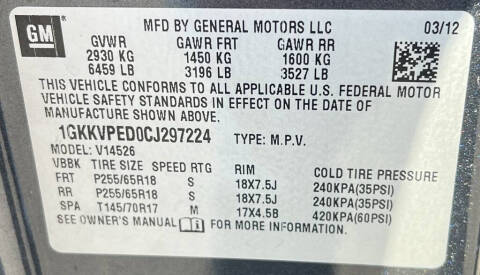 GM
MFD BY GENERAL MOTORS LLC 03/12
GVWR GAWR FRT GAWR RR
2930 KG 1450 KG 1600 KG
6459 LB 3196 LB 3527 LB
THIS VEHICLE CONFORMS TO ALL APPLICABLE U.S. FEDERAL MOTOR
VEHICLE SAFETY AND THEFT PREVENTION STANDARDS IN EFFECT ON THE DATE OF
MANUFACTURE SHOWN ABOVE.
1GKKVPED0CJ297224 TYPE: M.P.V.
MODEL: V14526
VBBK TIRE SIZE SPEED RTG RIM COLD TIRE PRESSURE
FRT P255/65R18 S 18X7.5J 240KPA(35PSI)
RR P255/65R18 S 18X7.5J 240KPA(35PSI)
SPA T145/70R17 M 17X4.5B 420KPA(60PSI)
SEE OWNER'S MANUAL FOR MORE INFORMATION.